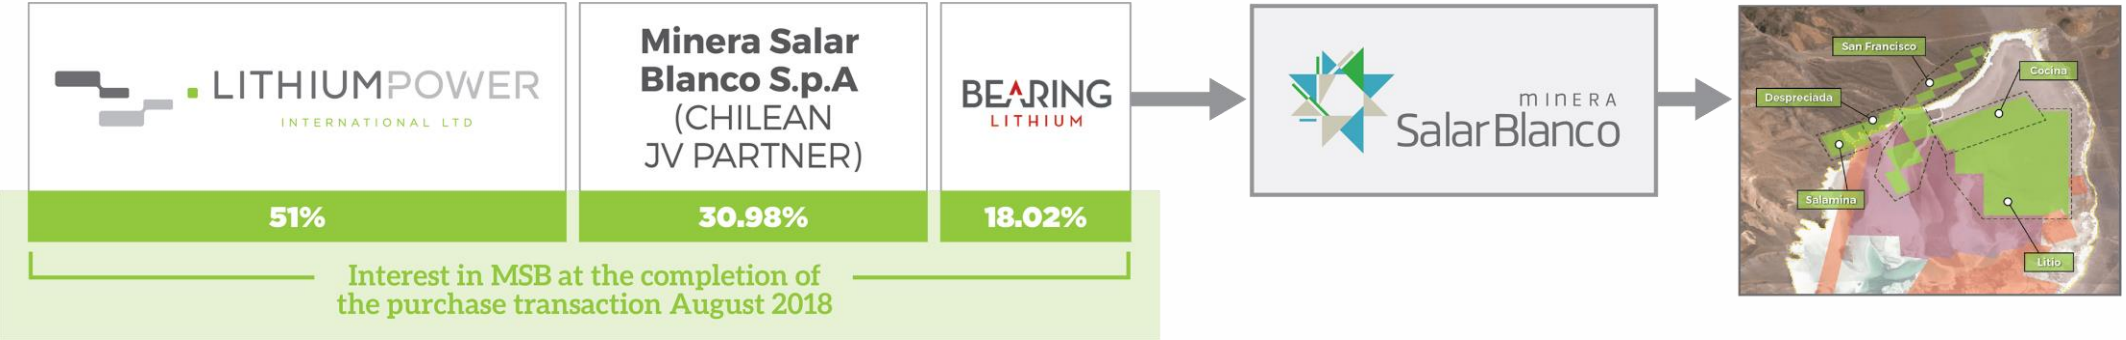 LITHIUMPOWER
INTERNATIONAL LTD
51%
Minera Salar
Blanco S.p.A
(CHILEAN
JV PARTNER)
30.98%
BEARING
LITHIUM
18.02%
Interest in MSB at the completion of
the purchase transaction August 2018
MINERA
SalarBlanco
San Francisco
Cocina
Despreciada
Salamina
Litio